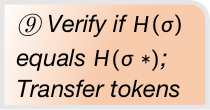 ⑨ Verify if H(σ)
equals H(σ *);
Transfer tokens